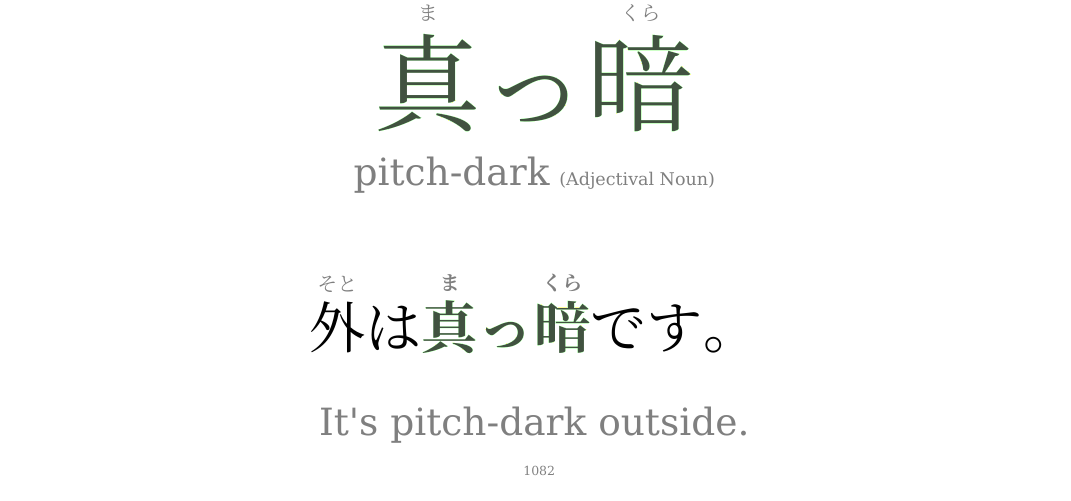 ま くら
真っ暗
pitch-dark (Adjectival Noun)
そと ま くら
外は真っ暗です。
It's pitch-dark outside.
1082